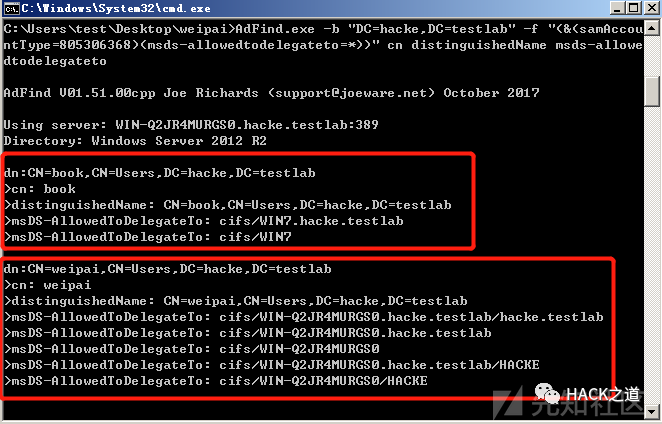 C:\Windows\System32\cmd.exe
C:\Users\test\Desktop\weipai>AdFind.exe -b "DC=hacke,DC=testlab" -f "(&(samAccou
ntType=805306368)(msds-allowedtodelegateto=*))" cn distinguishedName msds-allowe
dtodelegateto
AdFind V01.51.00cpp Joe Richards (support@joeware.net) October 2017
Using server: WIN-Q2JR4MURGS0.hacke.testlab:389
Directory: Windows Server 2012 R2
dn:CN=book,CN=Users,DC=hacke,DC=testlab
>cn: book
>distinguishedName: CN=book,CN=Users,DC=hacke,DC=testlab
>msDS-AllowedToDelegateTo: cifs/WIN7.hacke.testlab
>msDS-AllowedToDelegateTo: cifs/WIN7
dn:CN=weipai,CN=Users,DC=hacke,DC=testlab
>cn: weipai
>distinguishedName: CN=weipai,CN=Users,DC=hacke,DC=testlab
>msDS-AllowedToDelegateTo: cifs/WIN-Q2JR4MURGS0.hacke.testlab/hacke.testlab
>msDS-AllowedToDelegateTo: cifs/WIN-Q2JR4MURGS0.hacke.testlab
>msDS-AllowedToDelegateTo: cifs/WIN-Q2JR4MURGS0
>msDS-AllowedToDelegateTo: cifs/WIN-Q2JR4MURGS0.hacke.testlab/HACKE
>msDS-AllowedToDelegateTo: cifs/WIN-Q2JR4MURGS0/HACKE
HACK之道
先知社区